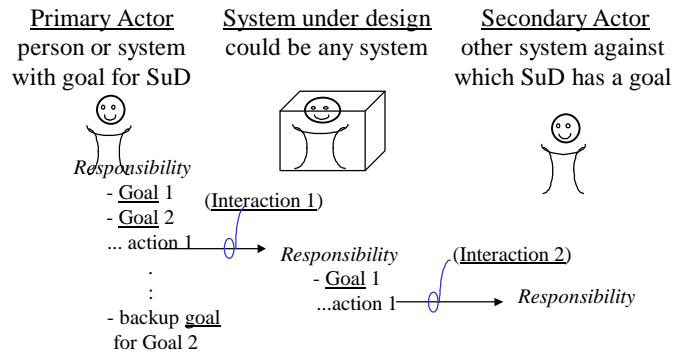 Primary Actor
person or system
with goal for SuD
System under design
could be any system
Secondary Actor
other system against
which SuD has a goal
Responsibility
- Goal 1
- Goal 2
... action 1
.
:
- backup goal
for Goal 2
(Interaction 1)
Responsibility
- Goal 1
...action 1
(Interaction 2)
Responsibility